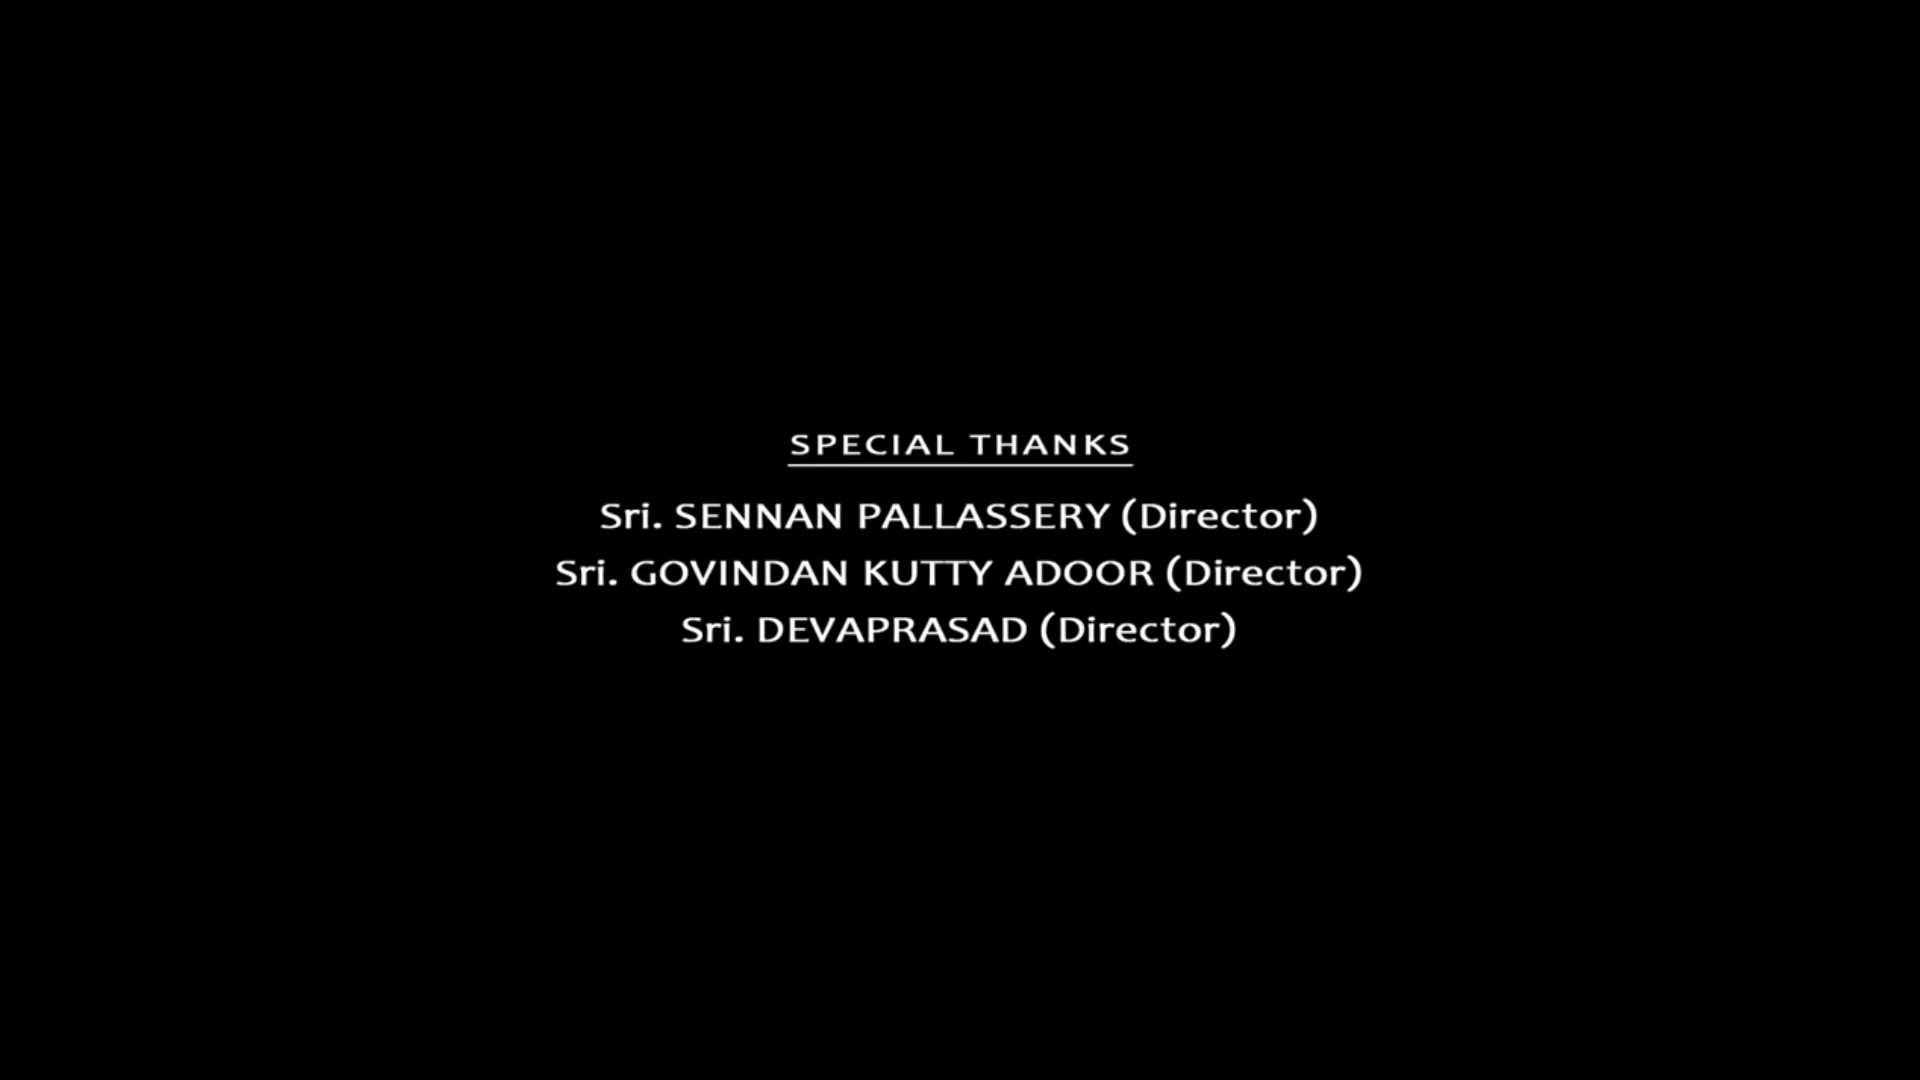 SPECIAL THANKS
Sri. SENNAN PALLASSERY (Director)
Sri. GOVINDAN KUTTY ADOOR (Director)
Sri. DEVAPRASAD (Director)